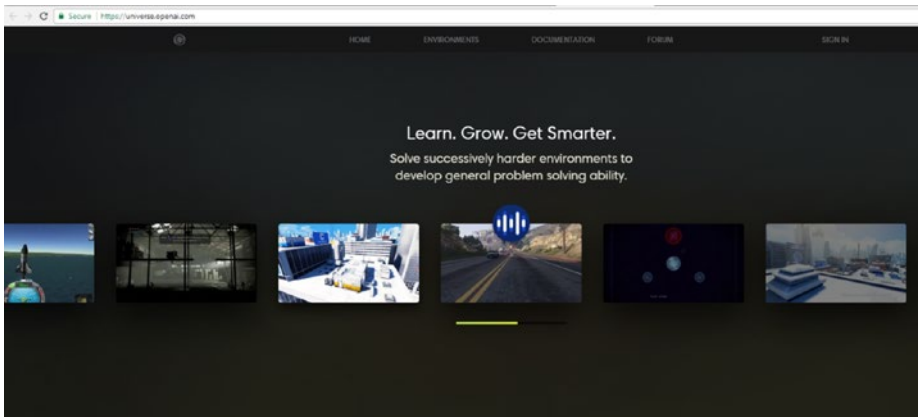 Secure | https://universe.openai.com
HOME ENVIRONMENTS DOCUMENTATION FORUM SIGN IN
Learn. Grow. Get Smarter.
Solve successively harder environments to
develop general problem solving ability.